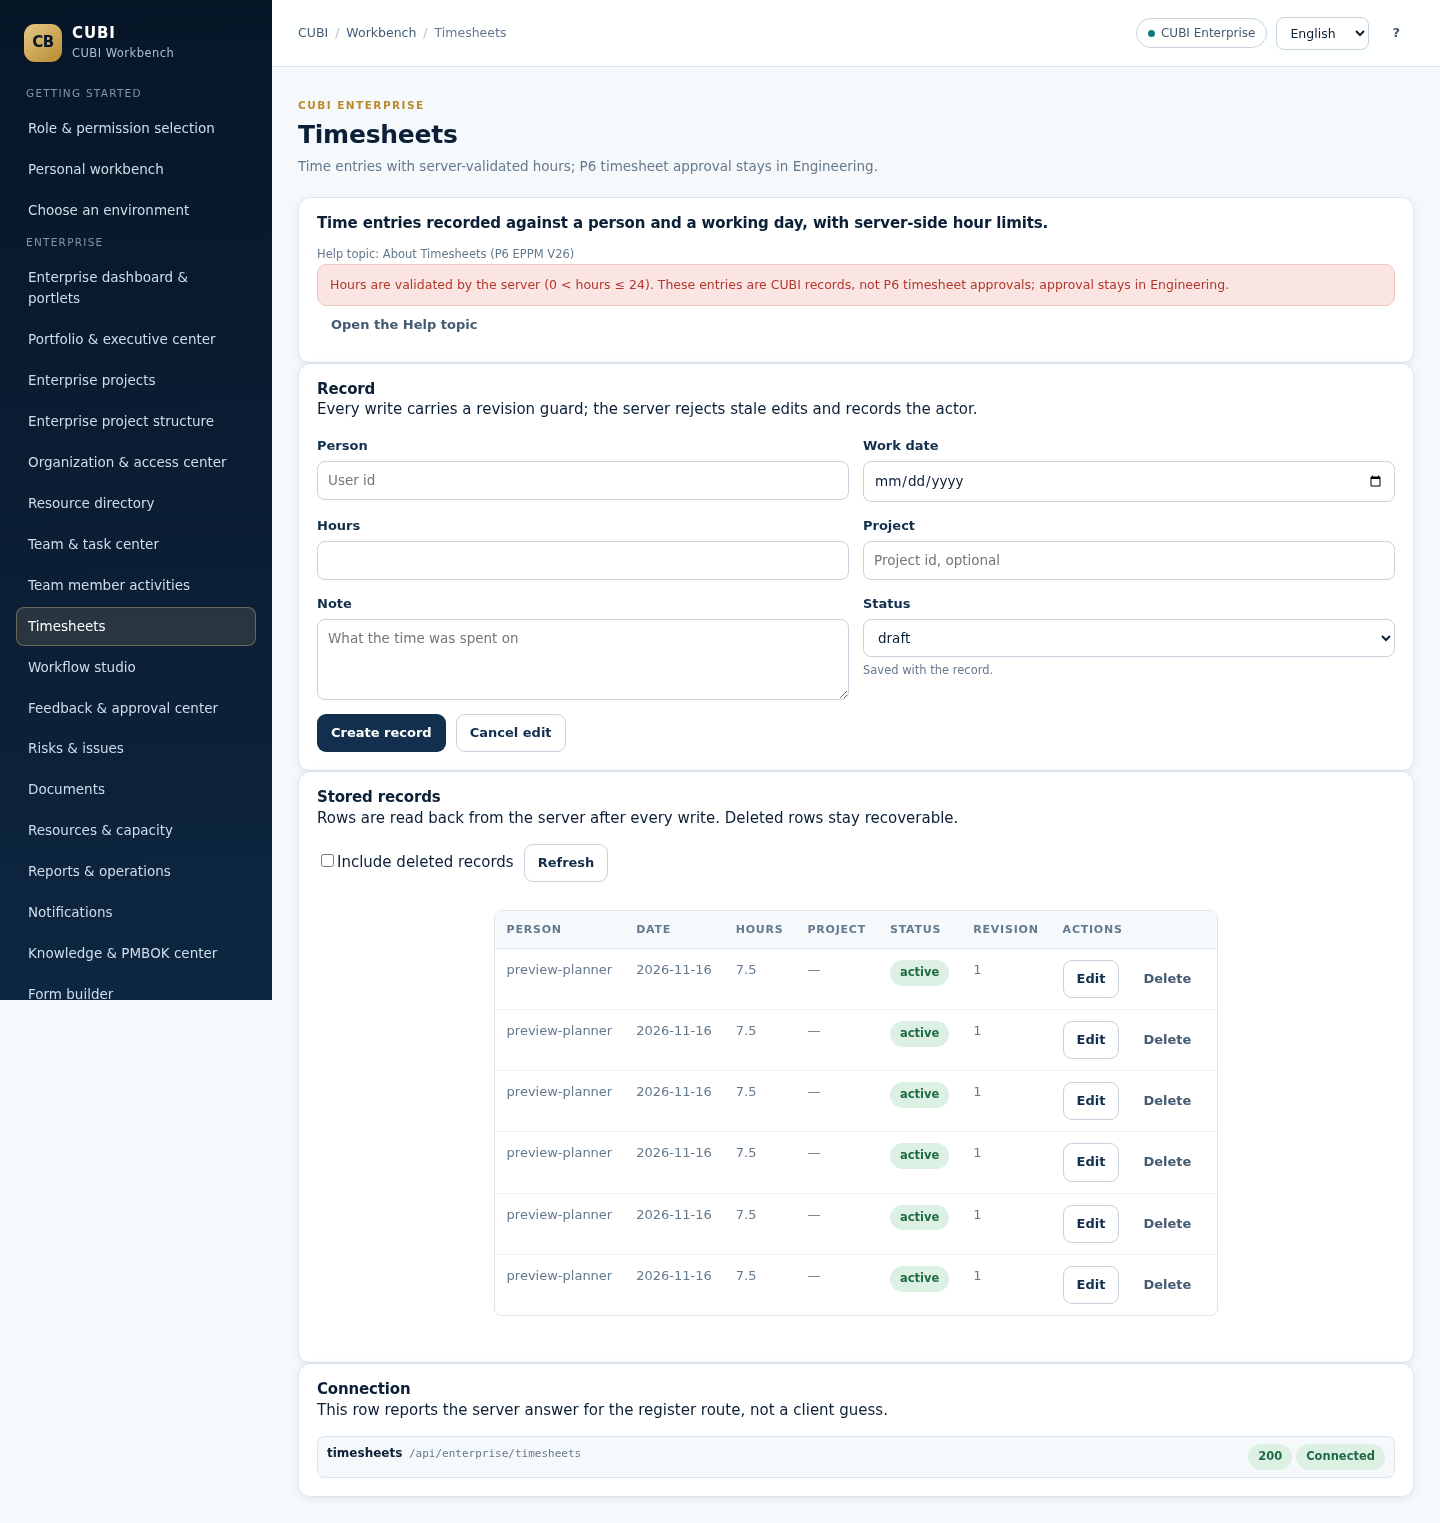 CB
CUBI
CUBI Workbench
GETTING STARTED
Role & permission selection
Personal workbench
Choose an environment
ENTERPRISE
Enterprise dashboard &
portlets
Portfolio & executive center
Enterprise projects
Enterprise project structure
Organization & access center
Resource directory
Team & task center
Team member activities
Timesheets
Workflow studio
Feedback & approval center
Risks & issues
Documents
Resources & capacity
Reports & operations
Notifications
Knowledge & PMBOK center
Form builder
CUBI / Workbench / Timesheets
CUBI Enterprise
English
?
CUBI ENTERPRISE
Timesheets
Time entries with server-validated hours; P6 timesheet approval stays in Engineering.
Time entries recorded against a person and a working day, with server-side hour limits.
Help topic: About Timesheets (P6 EPPM V26)
Hours are validated by the server (0 < hours ≤ 24). These entries are CUBI records, not P6 timesheet approvals; approval stays in Engineering.
Open the Help topic
Record
Every write carries a revision guard; the server rejects stale edits and records the actor.
Person
User id
Work date
mm/dd/yyyy
Hours
Project
Project id, optional
Note
What the time was spent on
Status
draft
Saved with the record.
Create record
Cancel edit
Stored records
Rows are read back from the server after every write. Deleted rows stay recoverable.
Include deleted records
Refresh
PERSON DATE HOURS PROJECT STATUS REVISION ACTIONS
preview-planner 2026-11-16 7.5 — active 1 Edit Delete
preview-planner 2026-11-16 7.5 — active 1 Edit Delete
preview-planner 2026-11-16 7.5 — active 1 Edit Delete
preview-planner 2026-11-16 7.5 — active 1 Edit Delete
preview-planner 2026-11-16 7.5 — active 1 Edit Delete
preview-planner 2026-11-16 7.5 — active 1 Edit Delete
Connection
This row reports the server answer for the register route, not a client guess.
timesheets /api/enterprise/timesheets 200 Connected